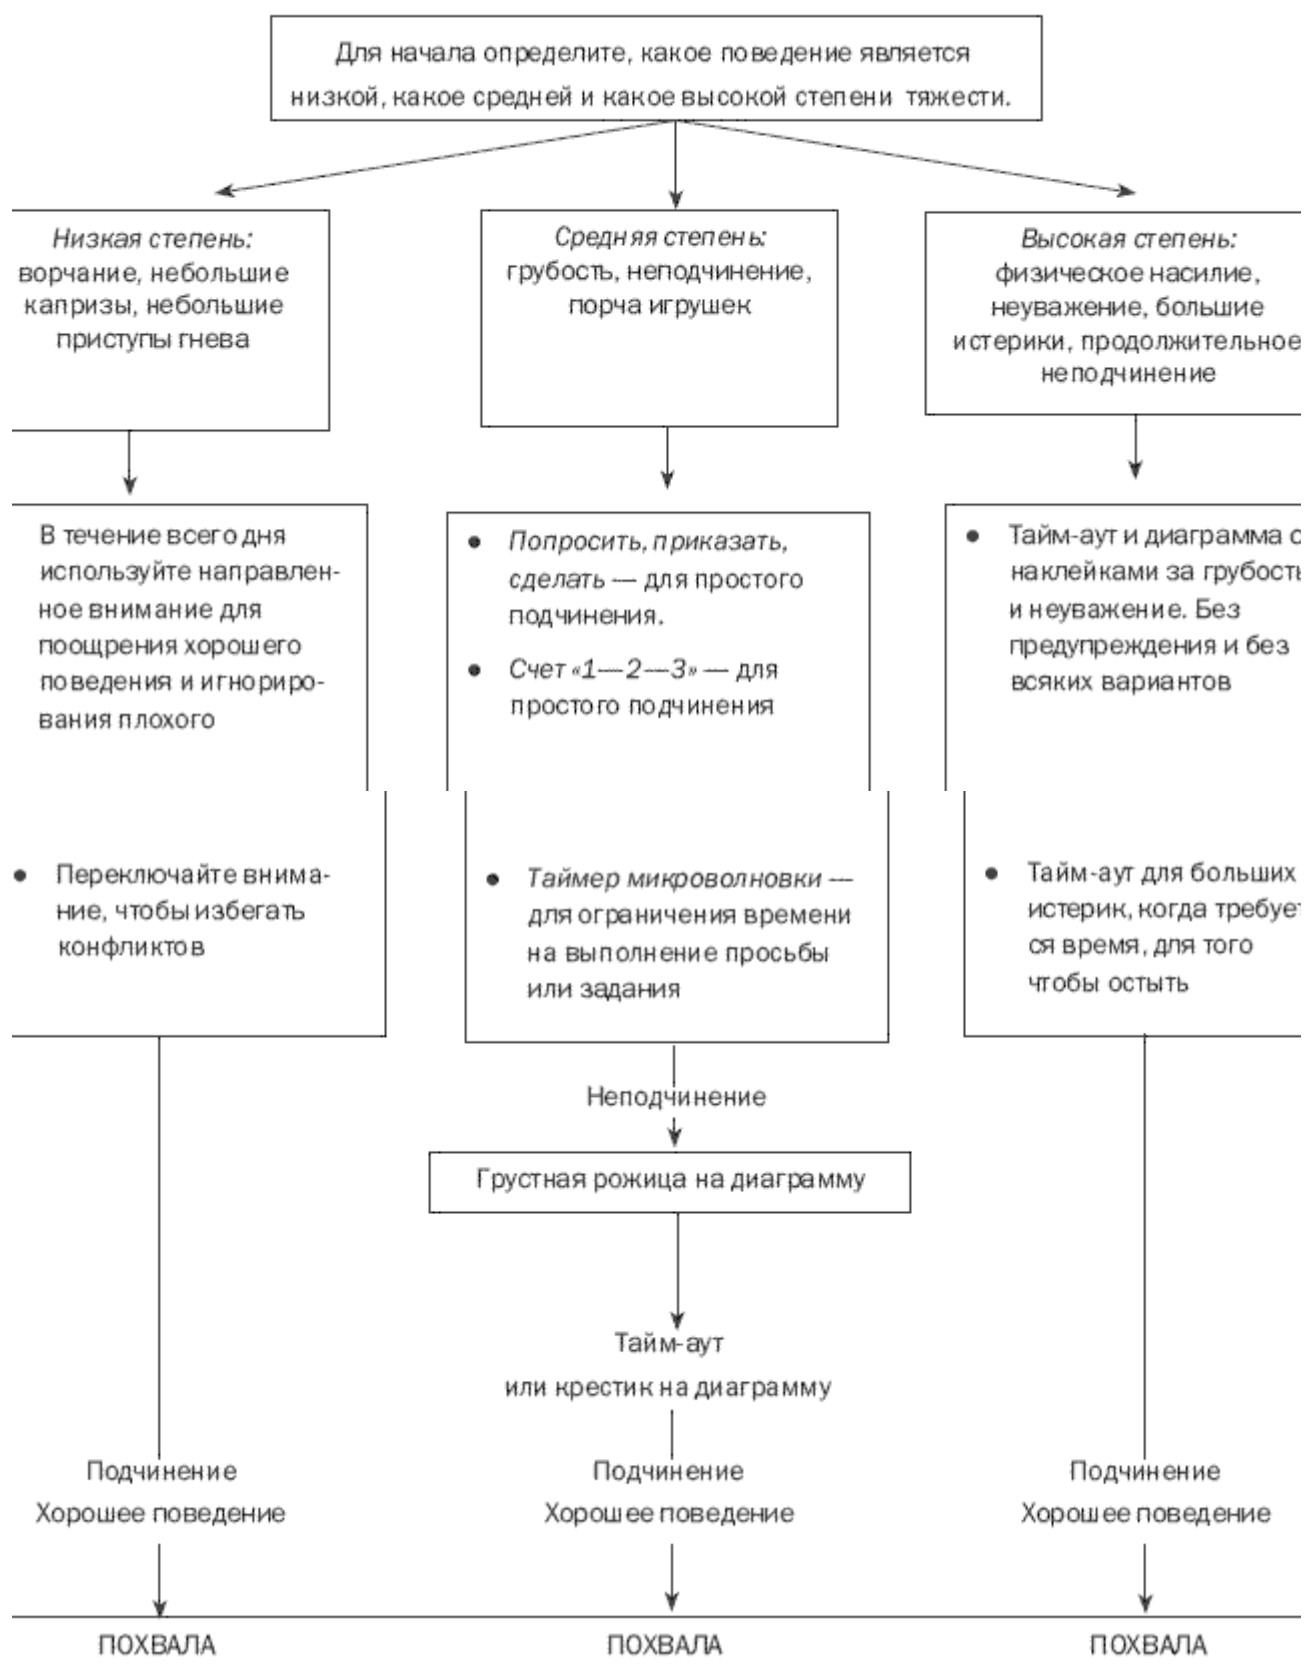 Для начала определите, какое поведение является
низкой, какое средней и какое высокой степени тяжести.
Низкая степень:
ворчание, небольшие
капризы, небольшие
приступы гнева
Средняя степень:
грубость, неподчинение,
порча игрушек
Высокая степень:
физическое насилие,
неуважение, большие
истерики, продолжительное
неподчинение
В течение всего дня
используйте направлен-
ное внимание для
поощрения хорошего
поведения и игнориро-
вания плохого
● Переключайте внима-
ние, чтобы избегать
конфликтов
● Попросить, приказать,
сделать — для простого
подчинения.
● Счет «1—2—3» — для
простого подчинения
● Таймер микроволновки —
для ограничения времени
на выполнение просьбы
или задания
● Тайм-аут и диаграмма с
наклейками за грубость
и неуважение. Без
предупреждения и без
всяких вариантов
● Тайм-аут для больших
истерик, когда требует
ся время, для того
чтобы остыть
Неподчинение
Грустная рожица на диаграмму
Тайм-аут
или крестик на диаграмму
Подчинение
Хорошее поведение
Подчинение
Хорошее поведение
Подчинение
Хорошее поведение
ПОХВАЛА
ПОХВАЛА
ПОХВАЛА